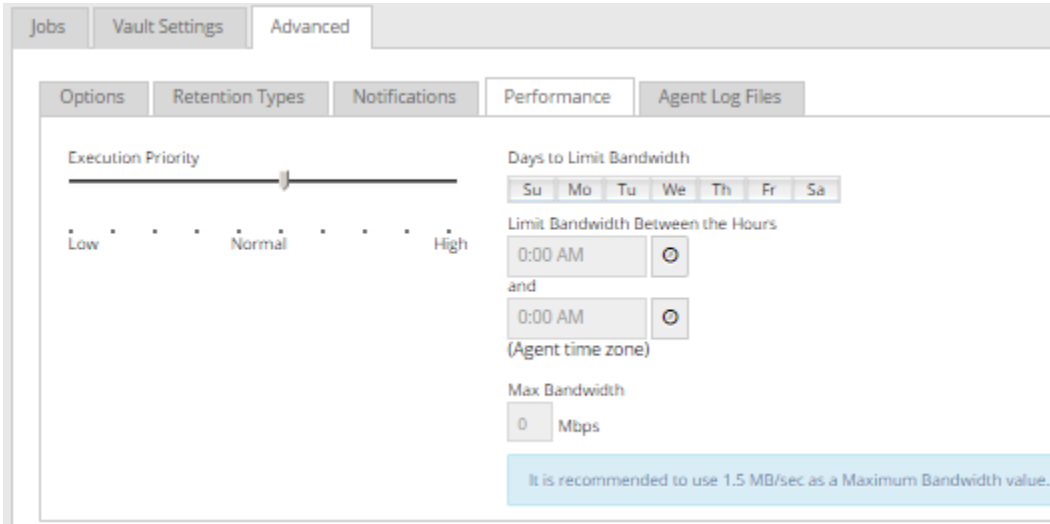 Jobs Vault Settings Advanced
Options Retention Types Notifications Performance Agent Log Files
Execution Priority
Low Normal High
Days to Limit Bandwidth
Su Mo Tu We Th Fr Sa
Limit Bandwidth Between the Hours
0:00 AM
and
0:00 AM
(Agent time zone)
Max Bandwidth
0 Mbps
It is recommended to use 1.5 MB/sec as a Maximum Bandwidth value.